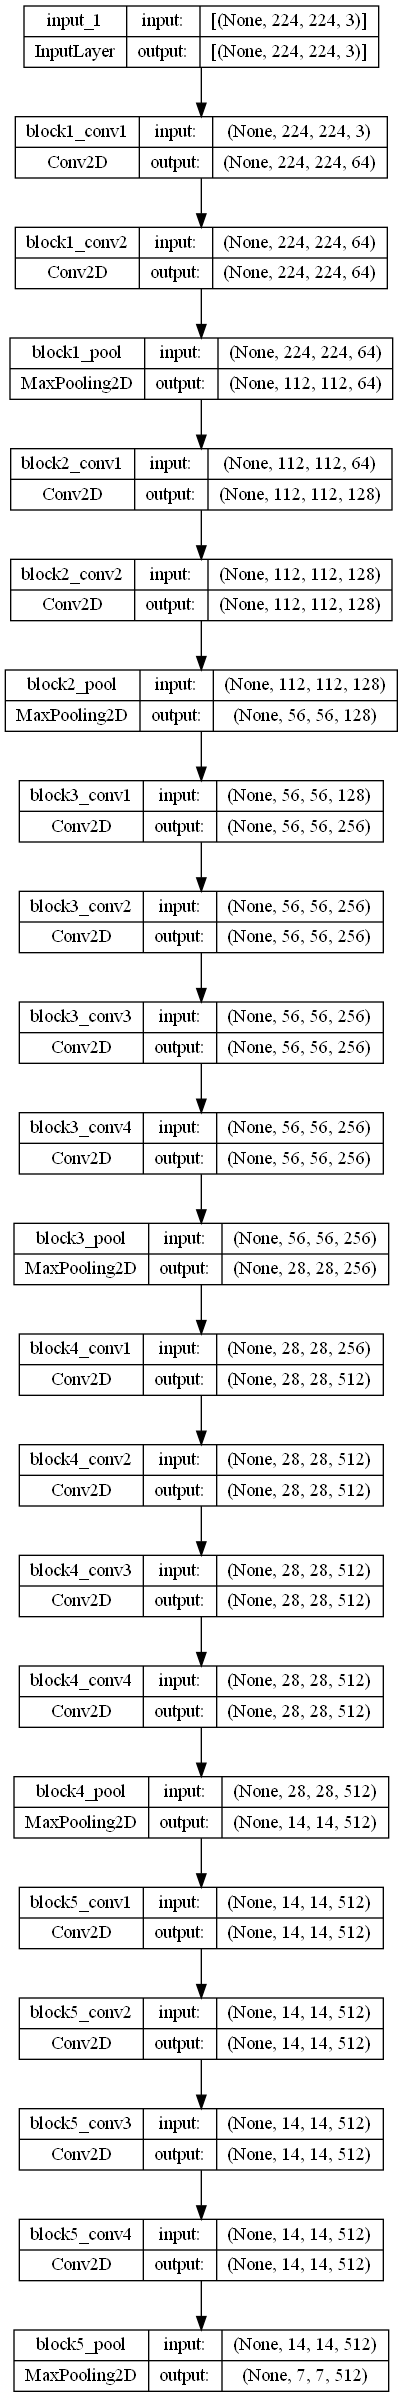 input_1 input: [(None, 224, 224, 3)]
InputLayer output: [(None, 224, 224, 3)]
block1_conv1 input: (None, 224, 224, 3)
Conv2D output: (None, 224, 224, 64)
block1_conv2 input: (None, 224, 224, 64)
Conv2D output: (None, 224, 224, 64)
block1_pool input: (None, 224, 224, 64)
MaxPooling2D output: (None, 112, 112, 64)
block2_conv1 input: (None, 112, 112, 64)
Conv2D output: (None, 112, 112, 128)
block2_conv2 input: (None, 112, 112, 128)
Conv2D output: (None, 112, 112, 128)
block2_pool input: (None, 112, 112, 128)
MaxPooling2D output: (None, 56, 56, 128)
block3_conv1 input: (None, 56, 56, 128)
Conv2D output: (None, 56, 56, 256)
block3_conv2 input: (None, 56, 56, 256)
Conv2D output: (None, 56, 56, 256)
block3_conv3 input: (None, 56, 56, 256)
Conv2D output: (None, 56, 56, 256)
block3_conv4 input: (None, 56, 56, 256)
Conv2D output: (None, 56, 56, 256)
block3_pool input: (None, 56, 56, 256)
MaxPooling2D output: (None, 28, 28, 256)
block4_conv1 input: (None, 28, 28, 256)
Conv2D output: (None, 28, 28, 512)
block4_conv2 input: (None, 28, 28, 512)
Conv2D output: (None, 28, 28, 512)
block4_conv3 input: (None, 28, 28, 512)
Conv2D output: (None, 28, 28, 512)
block4_conv4 input: (None, 28, 28, 512)
Conv2D output: (None, 28, 28, 512)
block4_pool input: (None, 28, 28, 512)
MaxPooling2D output: (None, 14, 14, 512)
block5_conv1 input: (None, 14, 14, 512)
Conv2D output: (None, 14, 14, 512)
block5_conv2 input: (None, 14, 14, 512)
Conv2D output: (None, 14, 14, 512)
block5_conv3 input: (None, 14, 14, 512)
Conv2D output: (None, 14, 14, 512)
block5_conv4 input: (None, 14, 14, 512)
Conv2D output: (None, 14, 14, 512)
block5_pool input: (None, 14, 14, 512)
MaxPooling2D output: (None, 7, 7, 512)